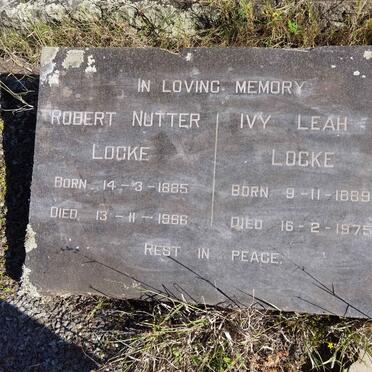 IN LOVING MEMORY
ROBERT NUTTER
LOCKE
BORN 14-3-1885
DIED 13-11-1966
IVY LEAH
LOCKE
BORN 9-11-1889
DIED 16-2-1975
REST IN PEACE.